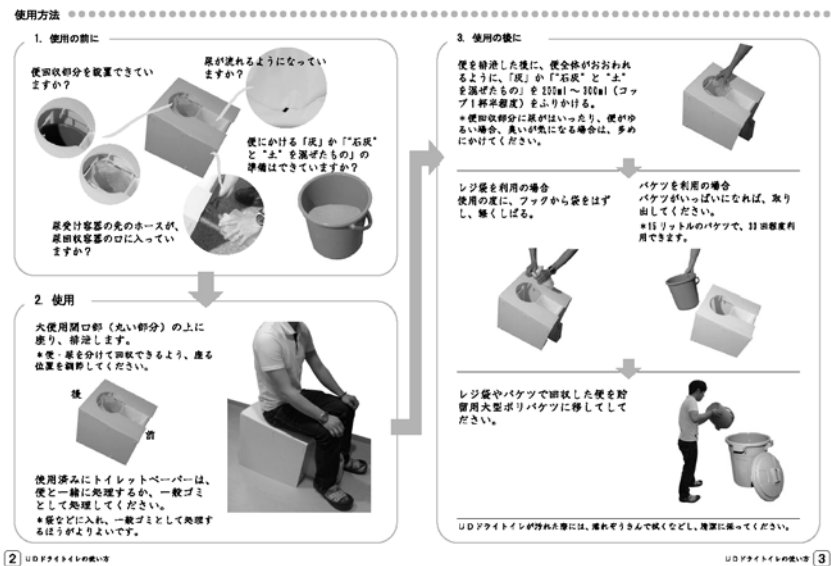 使用方法
1. 使用の前に
便回収部分を設置できてい
ますか？
尿が流れるようになってい
ますか？
便にかける「灰」か「"石灰"
と "土" を混ぜたもの」の
準備はできていますか？
尿受け容器の先のホースが、
尿回収容器の口に入ってい
ますか？
2. 使用
大便用開口部（丸い部分）の上に
座り、排泄します。
＊便・尿を分けて回収できるよう、座る
位置を調節してください。
後
前
使用済みにトイレットペーパーは、
便と一緒に処理するか、一般ゴミ
として処理してください。
＊袋などに入れ、一般ゴミとして処理す
るほうがよりよいです。
2 UDドライトイレの使い方
3. 使用の後に
便を排泄した後に、便全体がおおわれ
るように、「灰」か「"石灰" と "土"
を混ぜたもの」を 200ml ～ 300ml（コッ
プ１杯半程度）をふりかける。
＊便回収部分に尿がはいったり、便がゆ
るい場合、臭いが気になる場合は、多め
にかけてください。
レジ袋を利用の場合
使用の度に、フックから袋をはず
し、軽くしばる。
バケツを利用の場合
バケツがいっぱいになれば、取り
出してください。
＊15 リットルのバケツで、33 回程度利
用できます。
レジ袋やバケツで回収した便を貯
留用大型ポリバケツに移してして
ださい。
UDドライトイレが汚れた際には、濡れぞうきんで拭くなどし、清潔に保ってください。
UDドライトイレの使い方 3